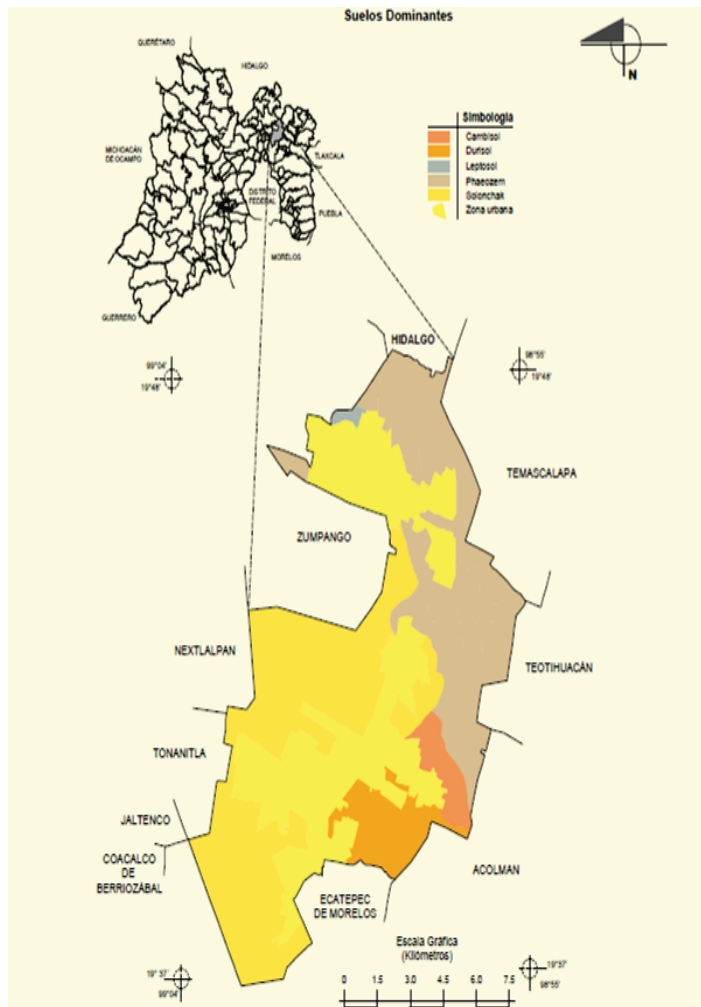 Suelos Dominantes
QUERÉTARO
HIDALGO
MICHOACÁN
DE OCAMPO
TLAXCALA
DISTRITO
FEDERAL
PUEBLA
MORELOS
GUERRERO
N
Simbología
Cambisol
Durisol
Leptosol
Phaeozem
Solonchak
Zona urbana
HIDALGO
99°04'
19°48'
98°55'
19°48'
TEMASCALAPA
ZUMPANGO
NEXTLALPAN
TEOTIHUACÁN
TONANITLA
JALTENCO
COACALCO
DE
BERRIOZÁBAL
ACOLMAN
ECATEPEC
DE MORELOS
Escala Gráfica
(Kilómetros)
19° 37'
99°04'
19°37'
98°55'
0 1.5 3.0 4.5 6.0 7.5